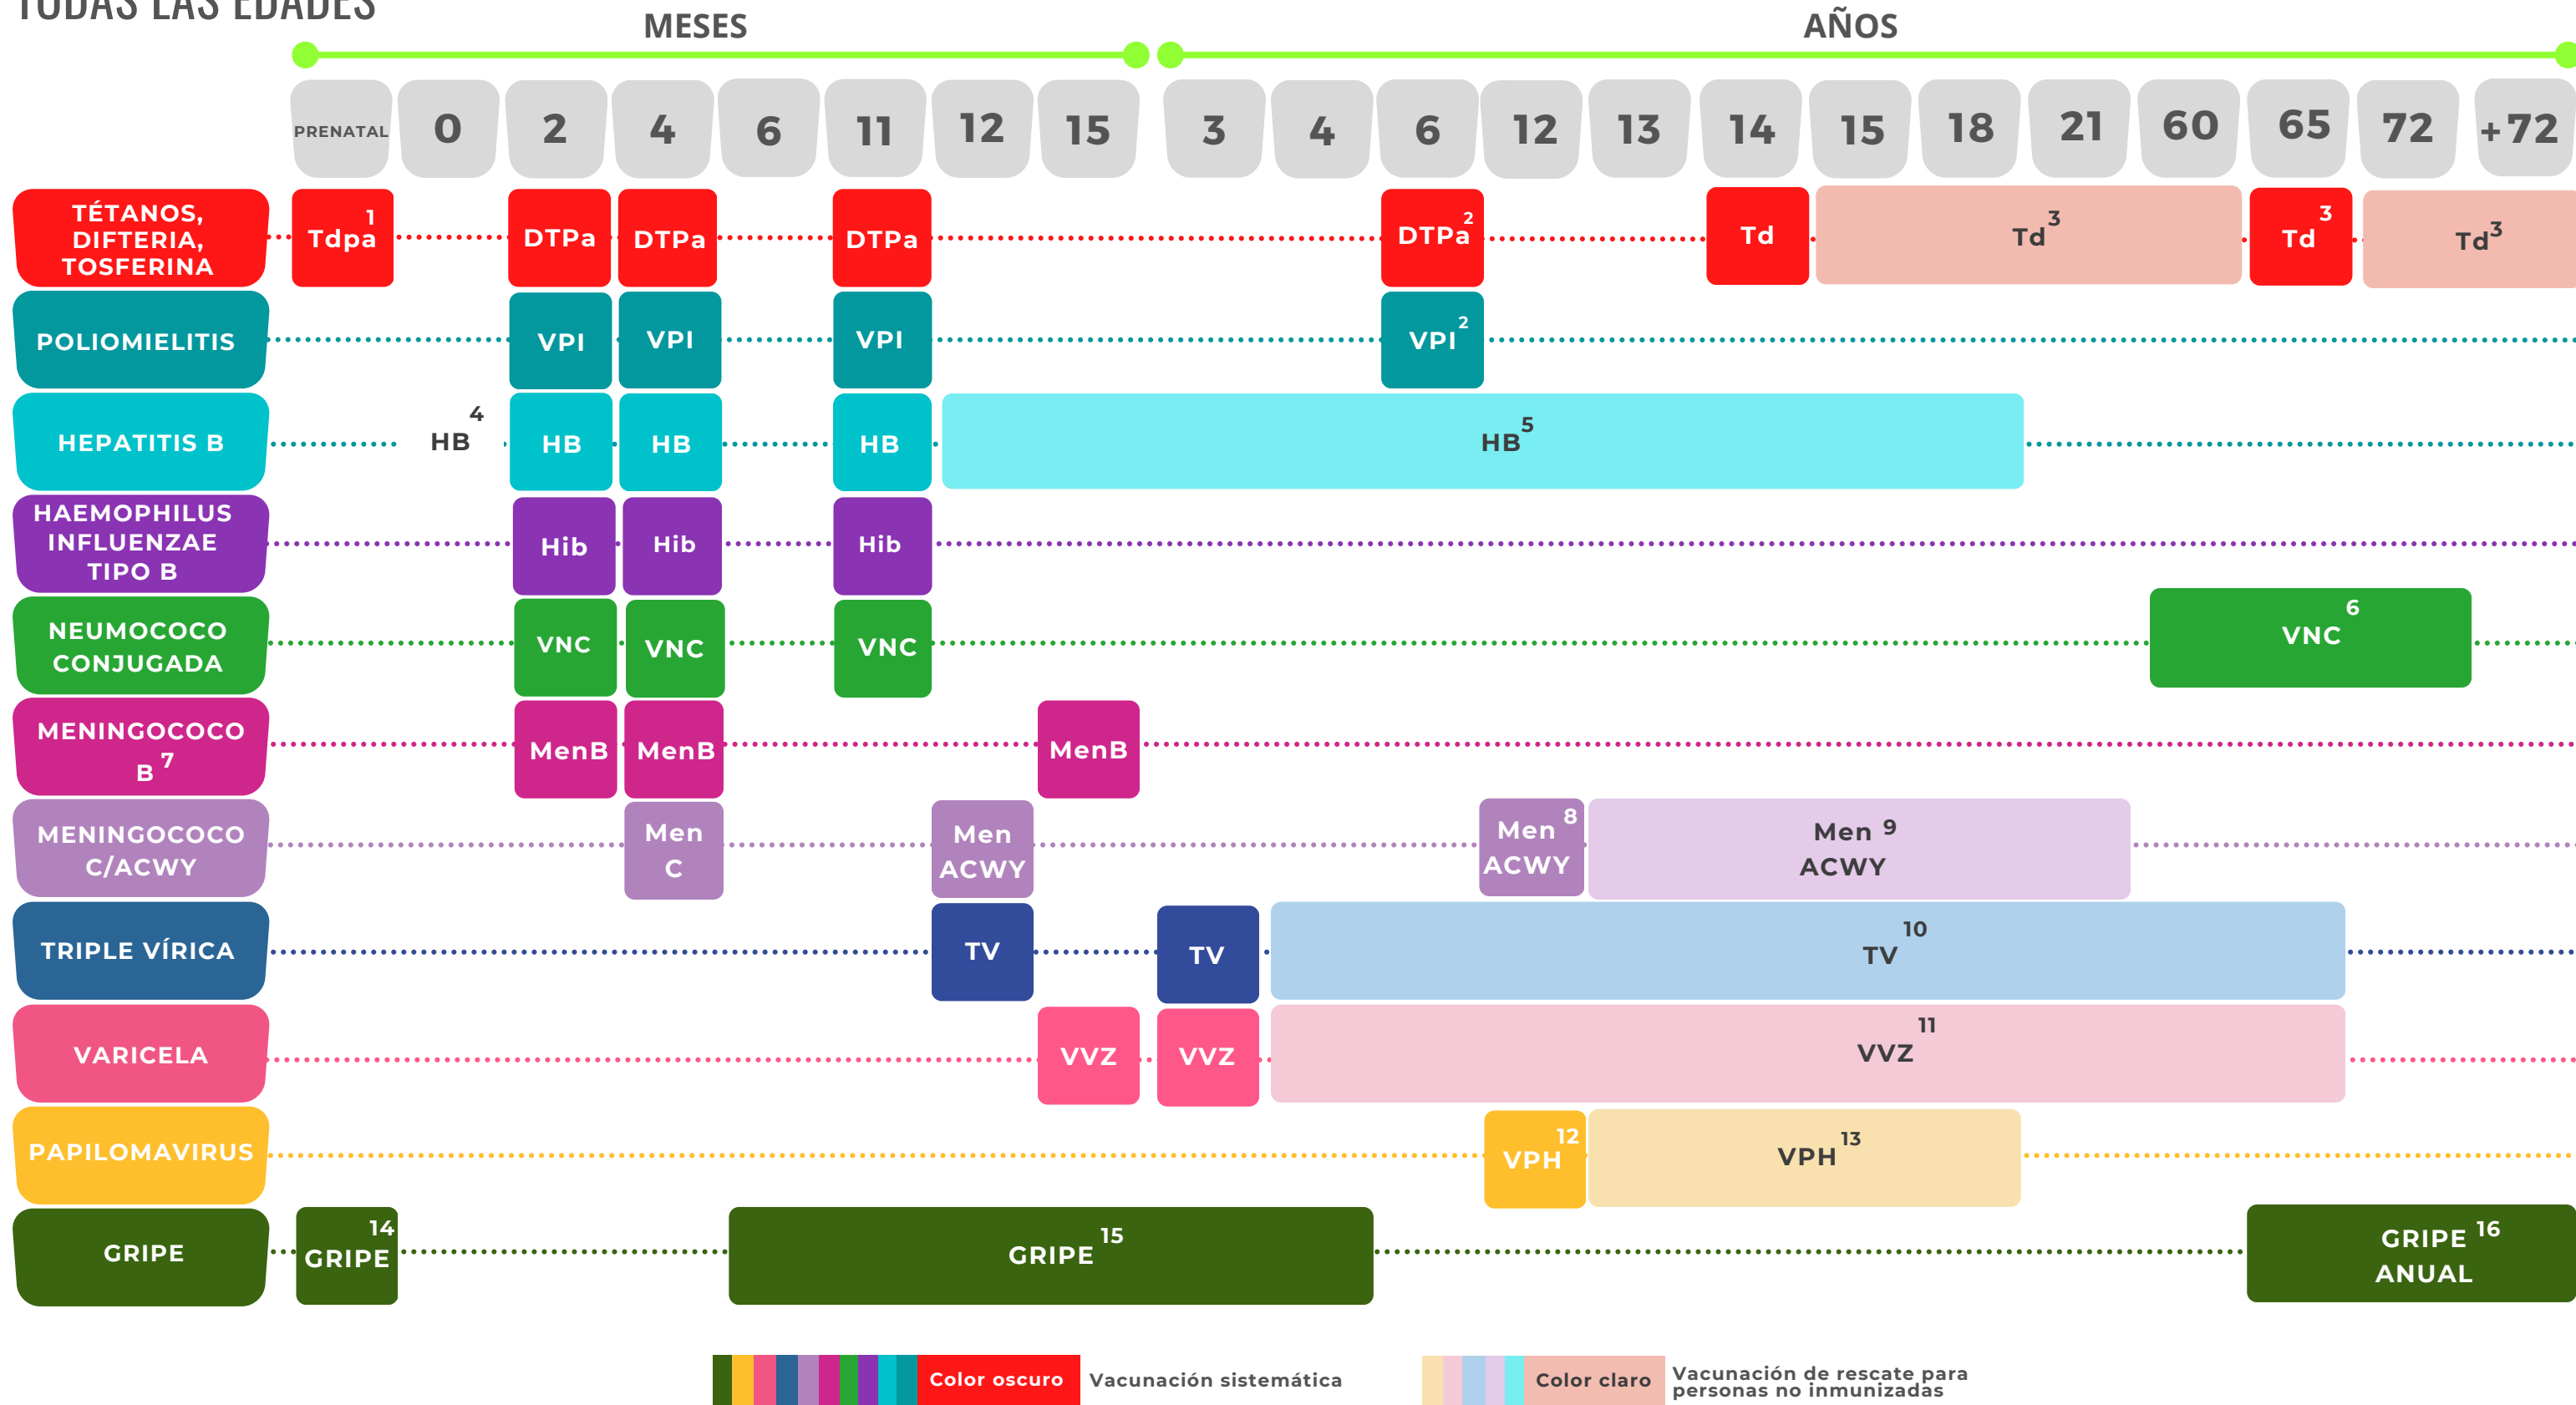 TODAS LAS EDADES
MESES
AÑOS
PRENATAL 0 2 4 6 11 12 15 3 4 6 12 13 14 15 18 21 60 65 72 +72
TÉTANOS,
DIFTERIA,
TOSFERINA
Tdpa 1 DTPa DTPa DTPa DTPa 2 Td Td 3 Td 3 Td 3
POLIOMIELITIS VPI VPI VPI VPI 2
HEPATITIS B HB 4 HB HB HB HB 5
HAEMOPHILUS
INFLUENZAE
TIPO B
Hib Hib Hib
NEUMOCOCO
CONJUGADA
VNC VNC VNC VNC 6
MENINGOCOCO
B 7
MenB MenB MenB
MENINGOCOCO
C/ACWY
Men
C
Men
ACWY
Men 8
ACWY
Men 9
ACWY
TRIPLE VÍRICA TV TV TV 10
VARICELA VVZ VVZ VVZ 11
PAPILOMAVIRUS VPH 12 VPH 13
GRIPE GRIPE 14 GRIPE 15
GRIPE 16
ANUAL
Color oscuro Vacunación sistemática
Color claro
Vacunación de rescate para
personas no inmunizadas